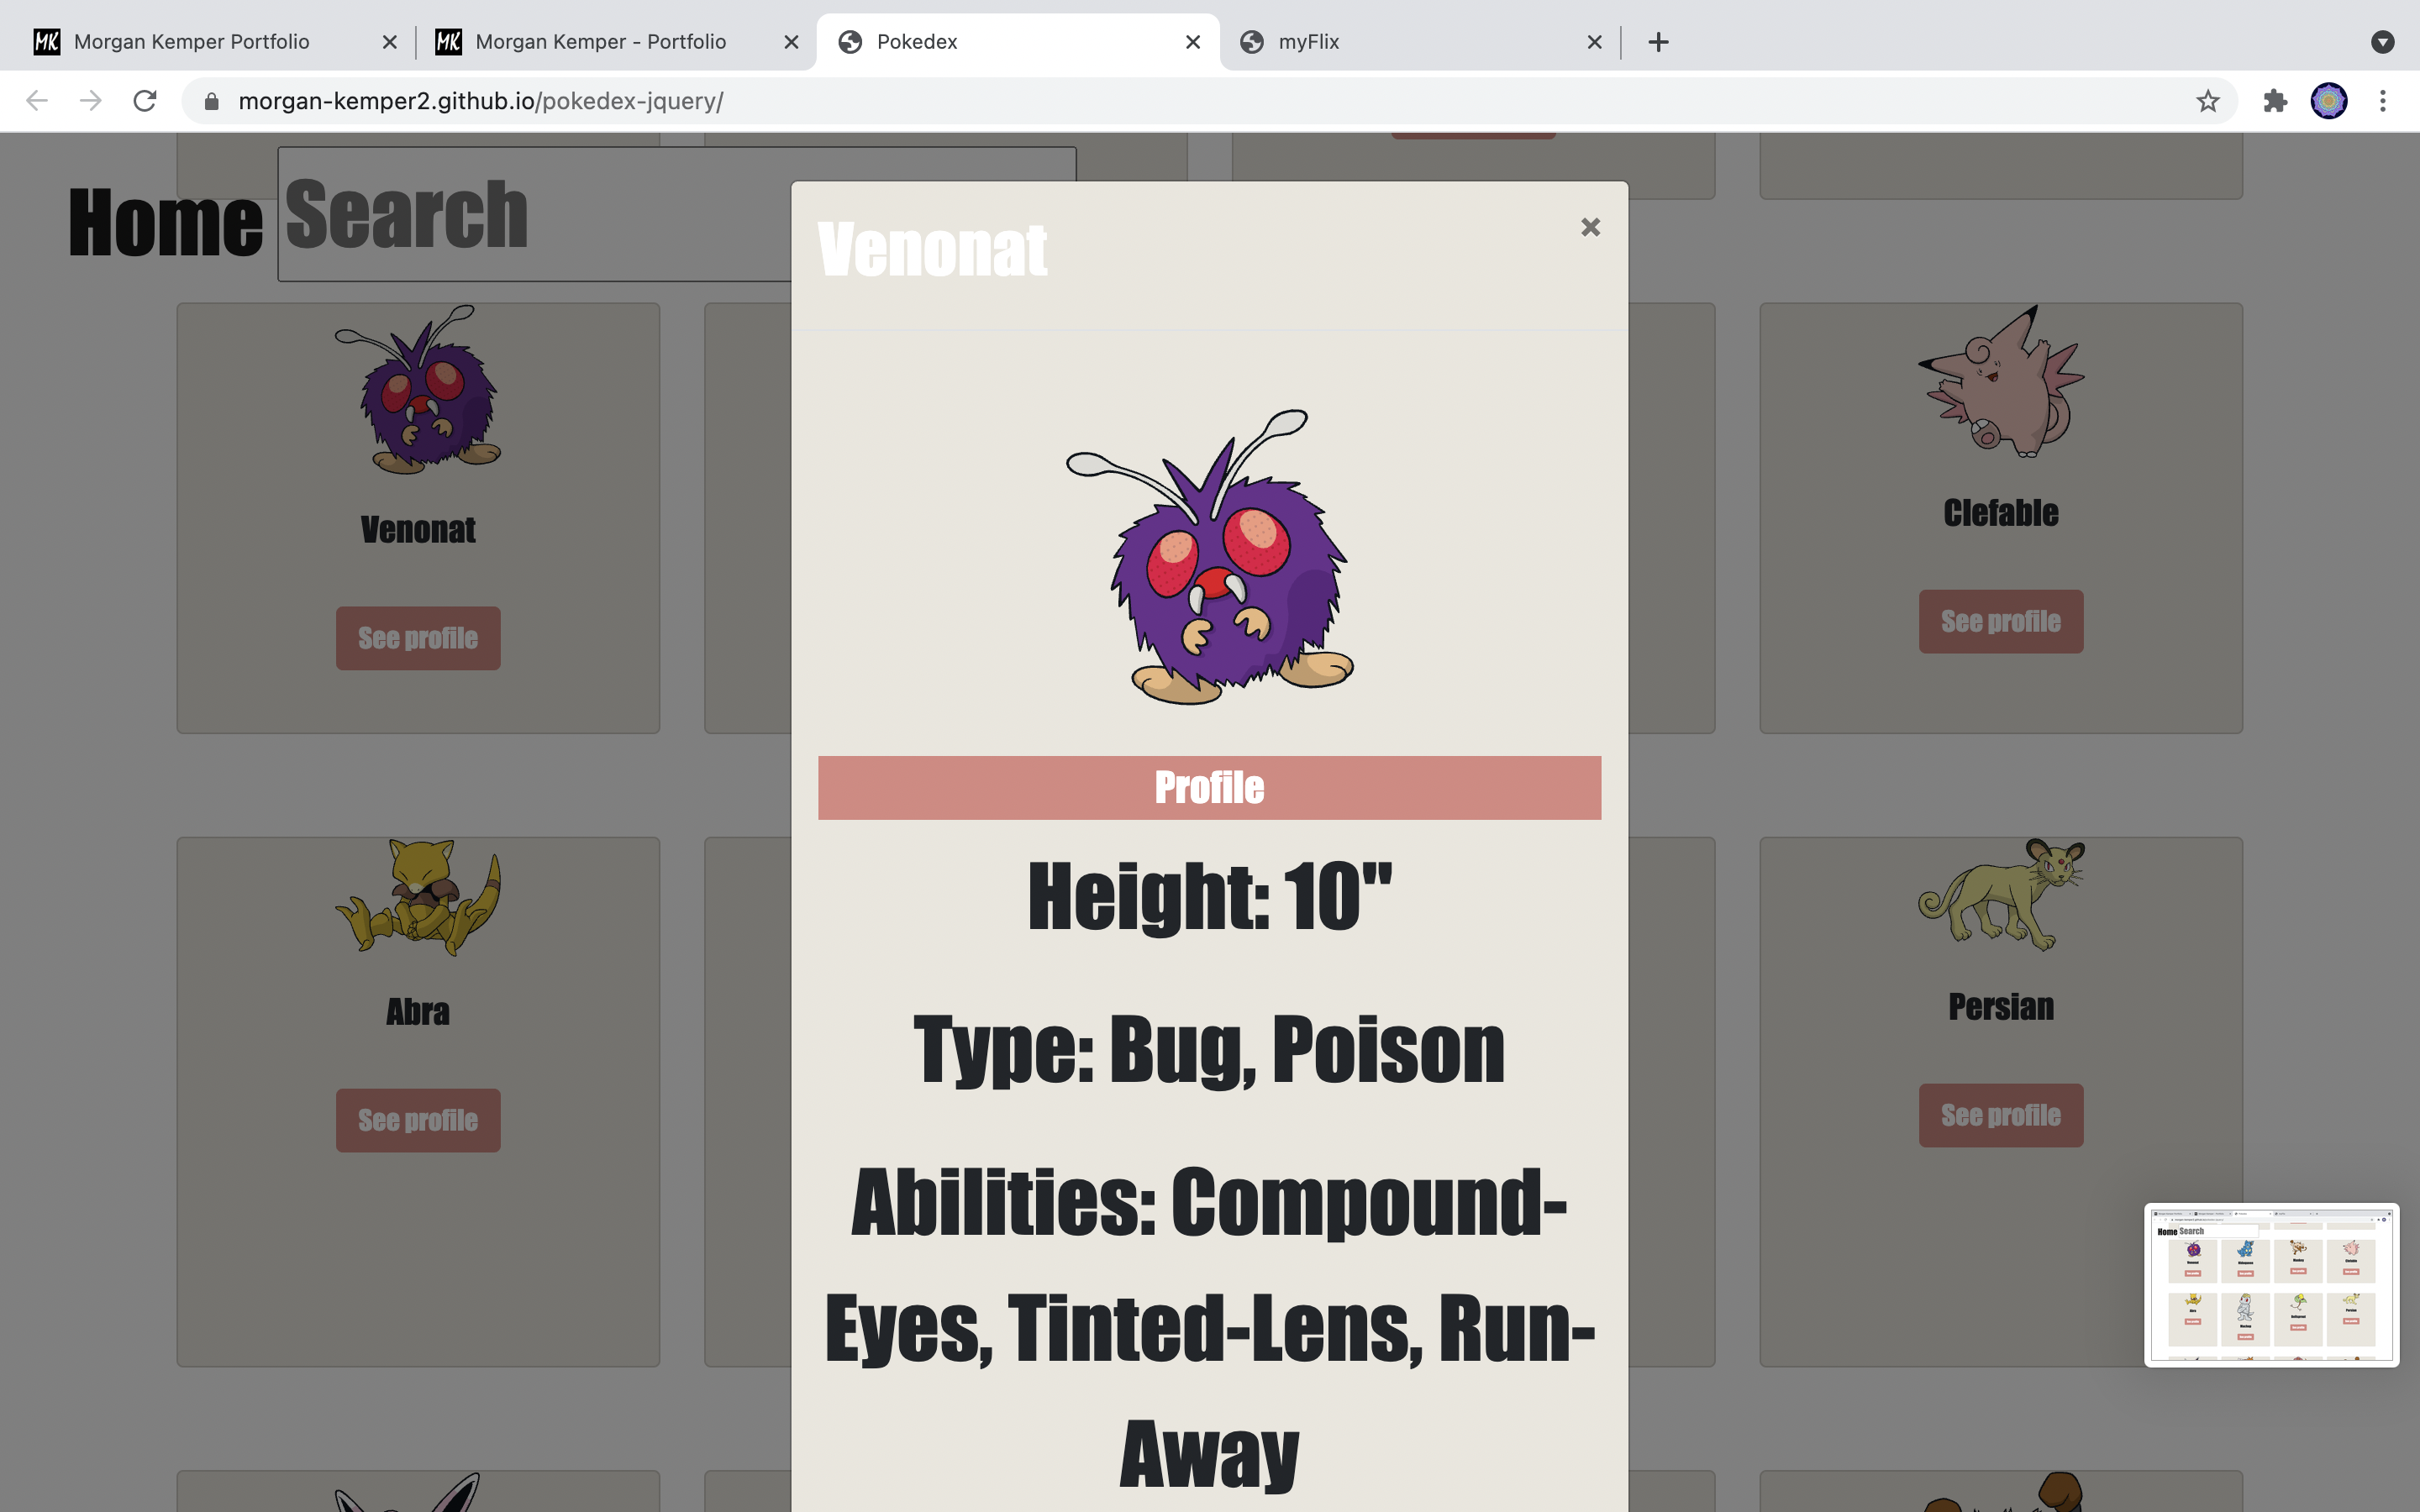 Morgan Kemper Portfolio
Morgan Kemper - Portfolio
Pokedex
myFlix
morgan-kemper2.github.io/pokedex-jquery/
Home
Search
Venonat
×
Venonat
See profile
Clefable
See profile
Profile
Height: 10"
Type: Bug, Poison
Abilities: Compound-
Eyes, Tinted-Lens, Run-
Away
Abra
See profile
Persian
See profile
Home Search